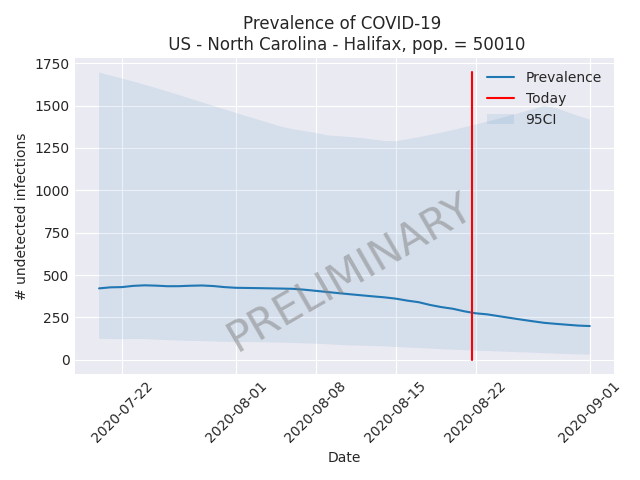 Prevalence of COVID-19
US - North Carolina - Halifax, pop. = 50010
1750
1500
1250
1000
750
500
250
0
# undetected infections
Prevalence
Today
95CI
PRELIMINARY
2020-07-22
2020-08-01
2020-08-08
2020-08-15
2020-08-22
2020-09-01
Date